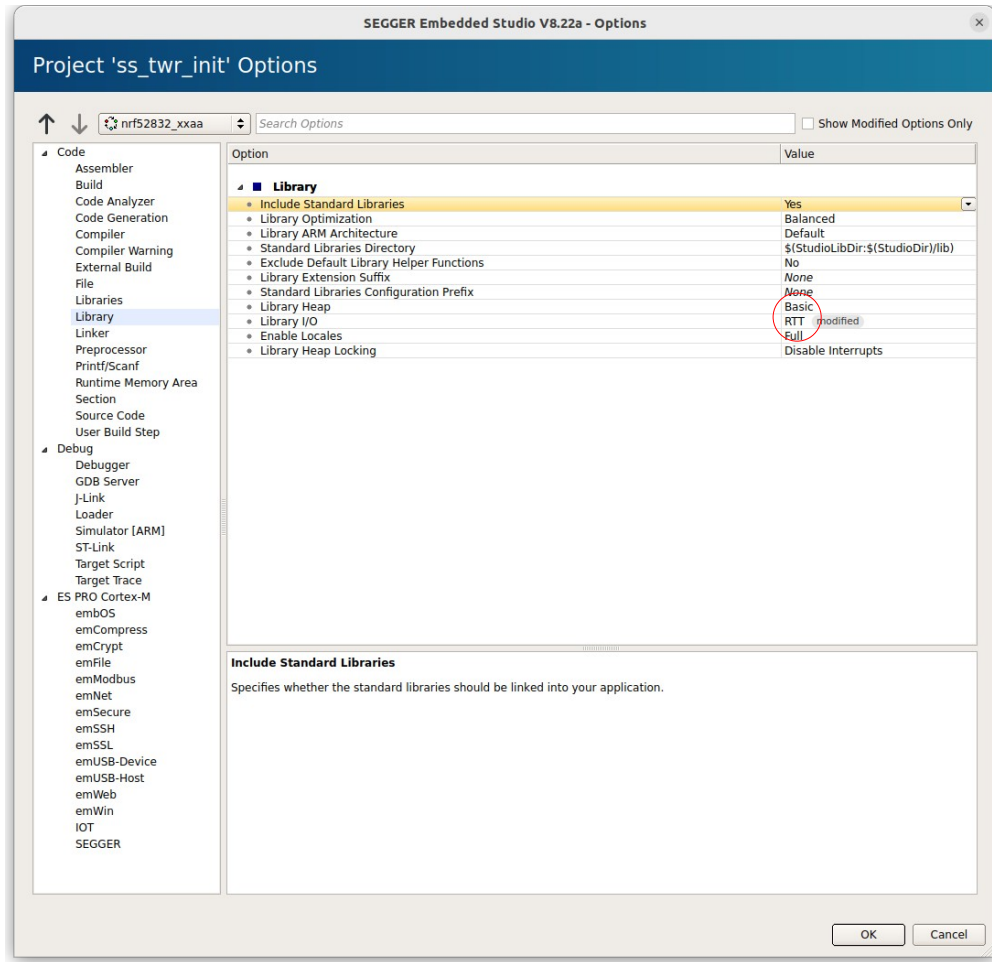 SEGGER Embedded Studio V8.22a - Options
Project 'ss_twr_init' Options
nrf52832_xxaa
Search Options
Show Modified Options Only
Code
Assembler
Build
Code Analyzer
Code Generation
Compiler
Compiler Warning
External Build
File
Libraries
Library
Linker
Preprocessor
Printf/Scanf
Runtime Memory Area
Section
Source Code
User Build Step
Debug
Debugger
GDB Server
J-Link
Loader
Simulator [ARM]
ST-Link
Target Script
Target Trace
ES PRO Cortex-M
embOS
emCompress
emCrypt
emFile
emModbus
emNet
emSecure
emSSH
emSSL
emUSB-Device
emUSB-Host
emWeb
emWin
IOT
SEGGER
Option Value
Library
Include Standard Libraries Yes
Library Optimization Balanced
Library ARM Architecture Default
Standard Libraries Directory $(StudioLibDir:$(StudioDir)/lib)
Exclude Default Library Helper Functions No
Library Extension Suffix None
Standard Libraries Configuration Prefix None
Library Heap Basic
Library I/O RTT modified
Enable Locales Full
Library Heap Locking Disable Interrupts
Include Standard Libraries
Specifies whether the standard libraries should be linked into your application.
OK Cancel